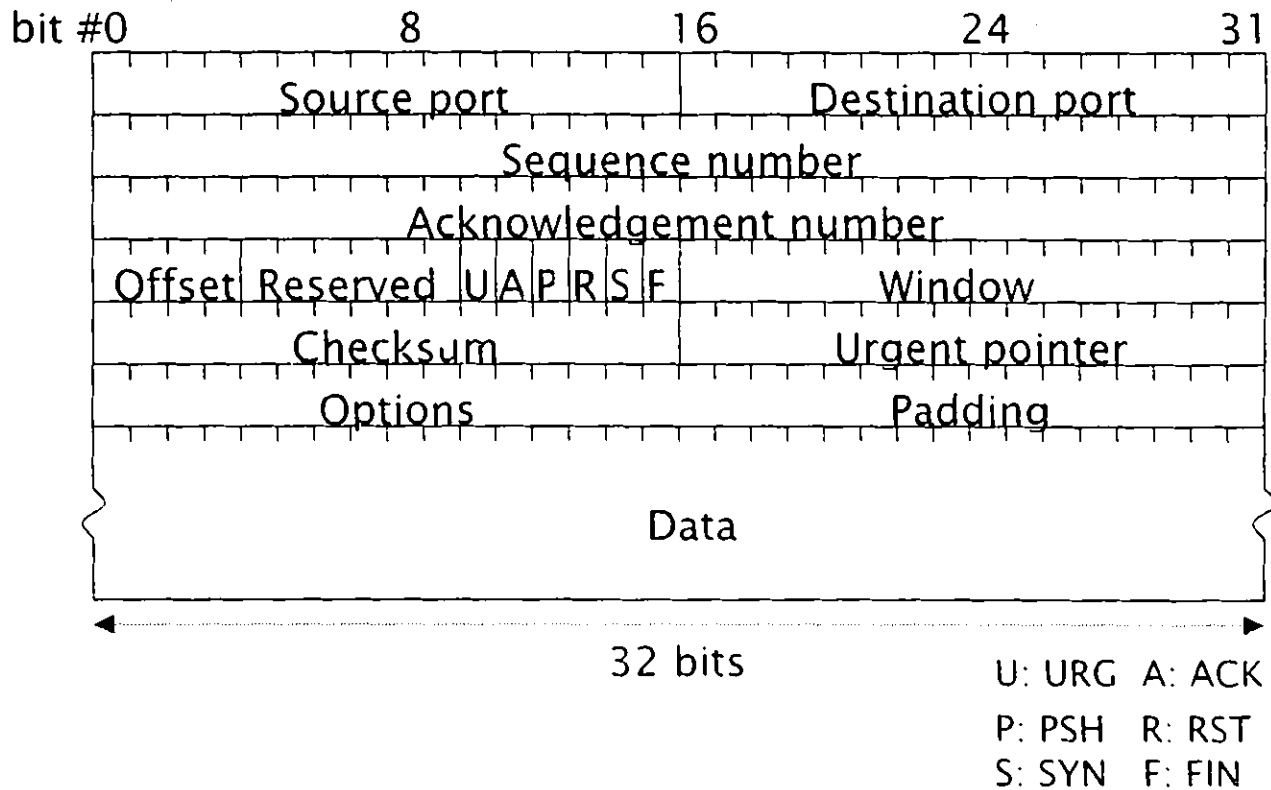 bit #0 8 16 24 31
Source port Destination port
Sequence number
Acknowledgement number
Offset Reserved U A P R S F Window
Checksum Urgent pointer
Options Padding
Data
32 bits
U: URG A: ACK
P: PSH R: RST
S: SYN F: FIN